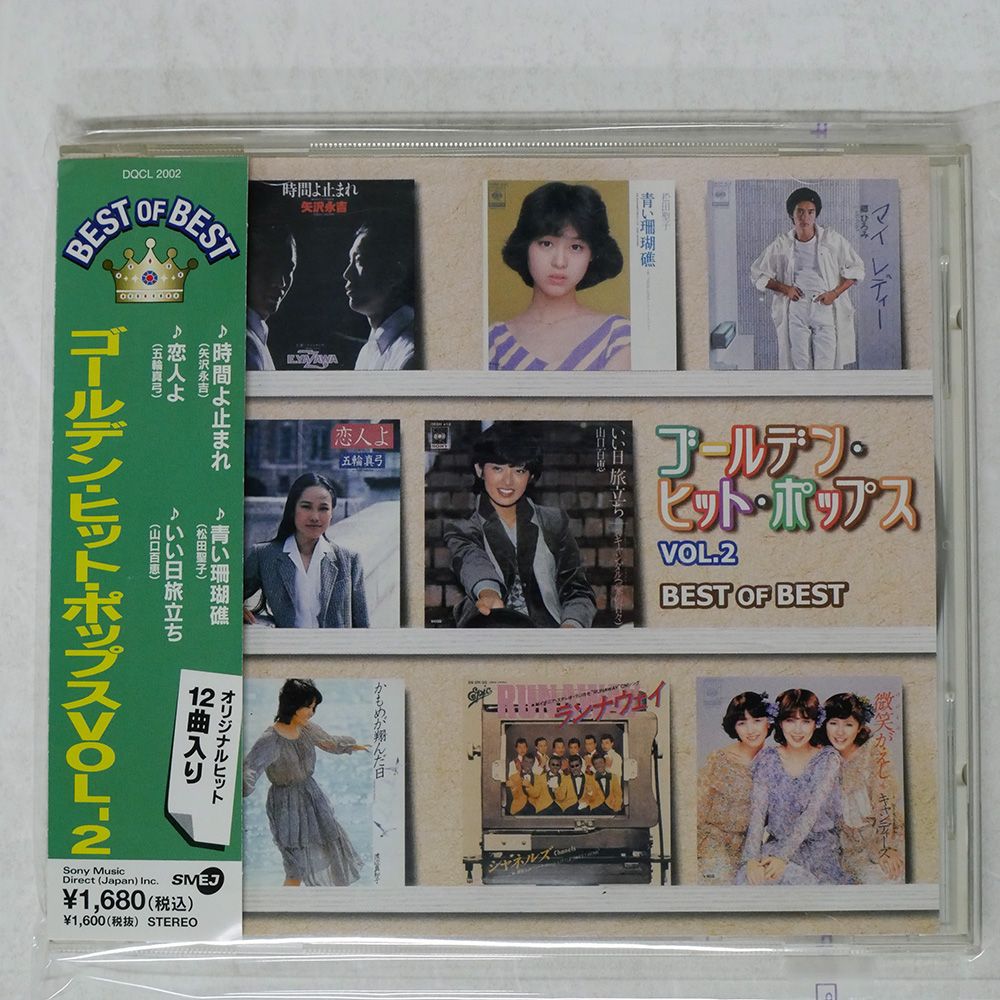 DQCL 2002
BEST OF BEST
♪時間よ止まれ
(矢沢永吉)
♪恋人よ
(五輪真弓)
♪青い珊瑚礁
(松田聖子)
♪いい日旅立ち
(山口百恵)
ゴールデン・ヒット・ポップスVOL.2
オリジナルヒット
12曲入り
Sony Music
Direct (Japan) Inc.
SMEJ
¥1,680(税込)
¥1,600(税抜) STEREO
時間よ止まれ
矢沢永吉
E.YAZAWA
青い珊瑚礁
松田聖子
マイ レディー
郷ひろみ
恋人よ
五輪真弓
いい日旅立ち
山口百恵
ゴールデン・
ヒット・ポップス
VOL.2
BEST OF BEST
かもめが翔んだ日
Epic
ランナウェイ
シャネルズ
Chanels
微笑がえし
キャンディーズ